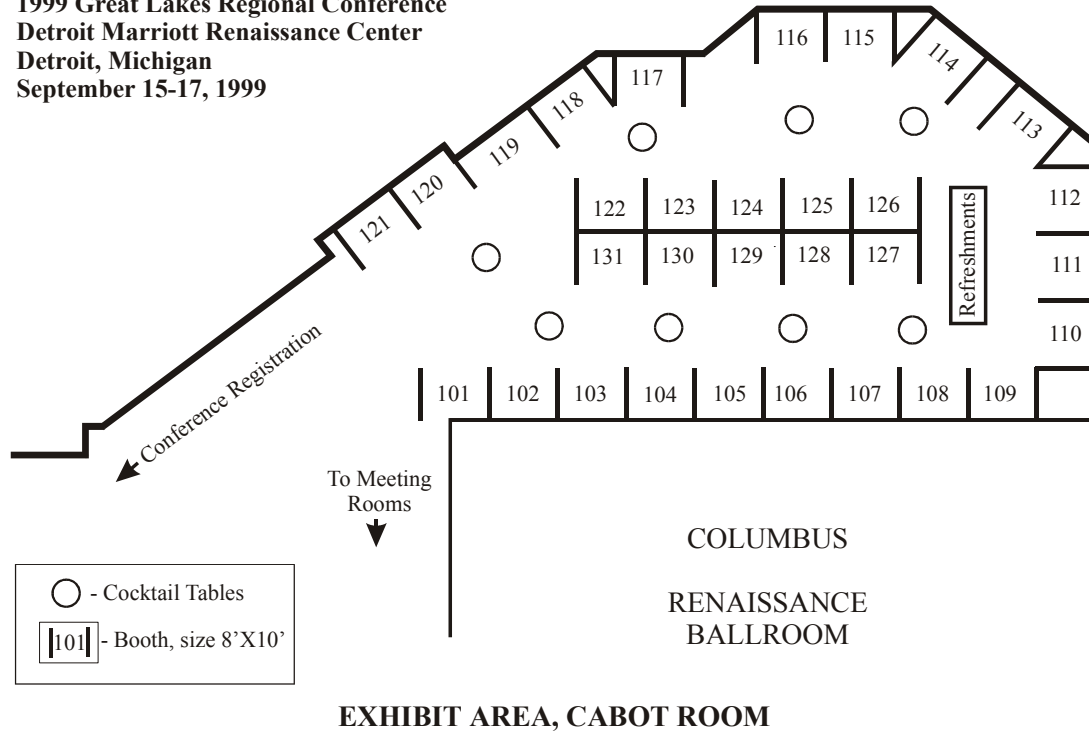 1999 Great Lakes Regional Conference
Detroit Marriott Renaissance Center
Detroit, Michigan
September 15-17, 1999
116
115
114
113
117
118
119
120
121
122 123 124 125 126
131 130 129 128 127
Refreshments
112
111
110
101 102 103 104 105 106 107 108 109
Conference Registration
To Meeting
Rooms
COLUMBUS
RENAISSANCE
BALLROOM
- Cocktail Tables
101 - Booth, size 8’X10’
EXHIBIT AREA, CABOT ROOM